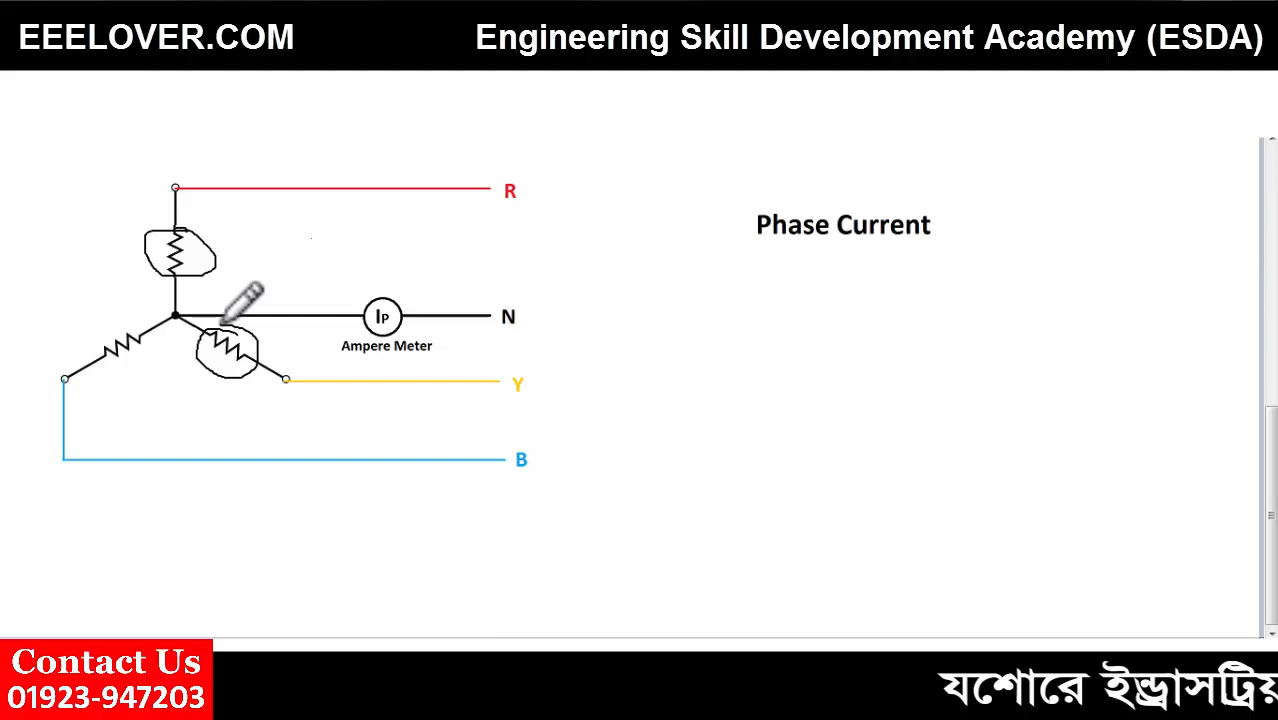 EEELOVER.COM
Engineering Skill Development Academy (ESDA)
R
Phase Current
IP
N
Ampere Meter
Y
B
Contact Us
01923-947203
যশোরে ইন্ড্রাসট্রিয়